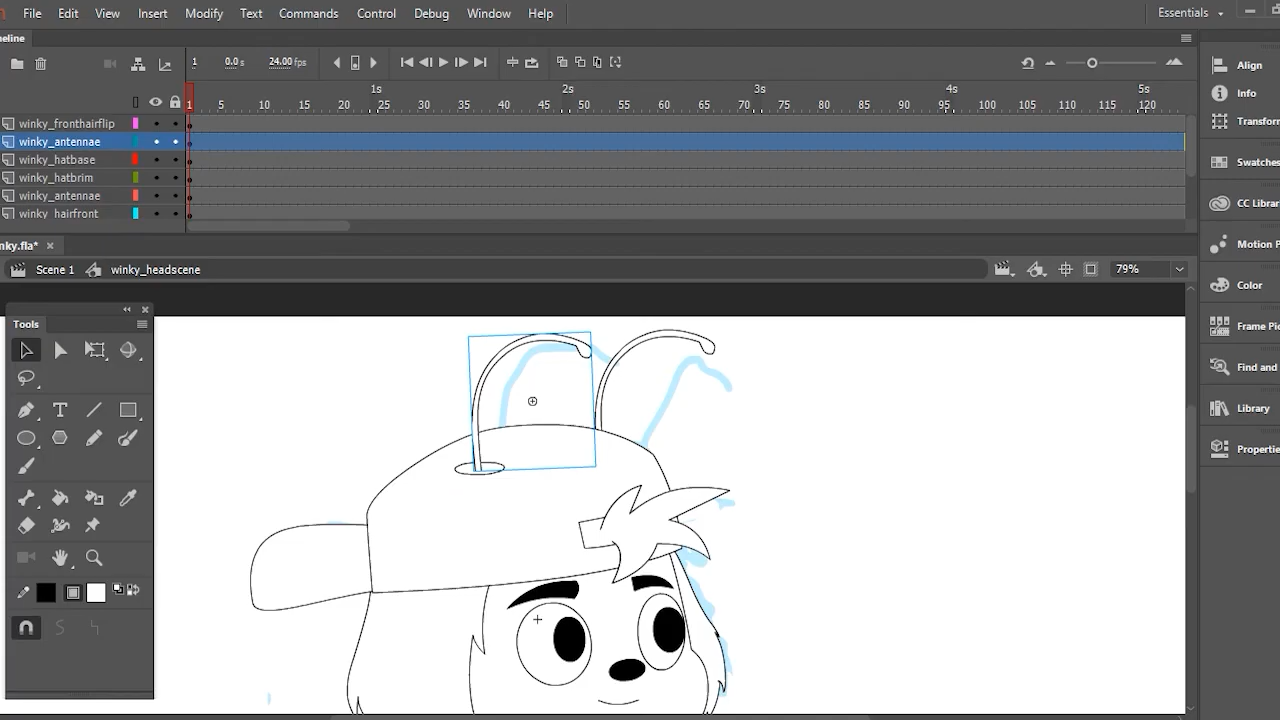 File Edit View Insert Modify Text Commands Control Debug Window Help Essentials
eline
1 0.0 s 24.00 fps
1s 2s 3s 4s 5s
1 5 10 15 20 25 30 35 40 45 50 55 60 65 70 75 80 85 90 95 100 105 110 115 120
winky_fronthairflip
winky_antennae
winky_hatbase
winky_hatbrim
winky_antennae
winky_hairfront
nky.fla* ×
Scene 1 winky_headscene 79%
Tools
T
Align
Info
Transform
Swatches
CC Librar
Motion P
Color
Frame Pic
Find and
Library
Propertie